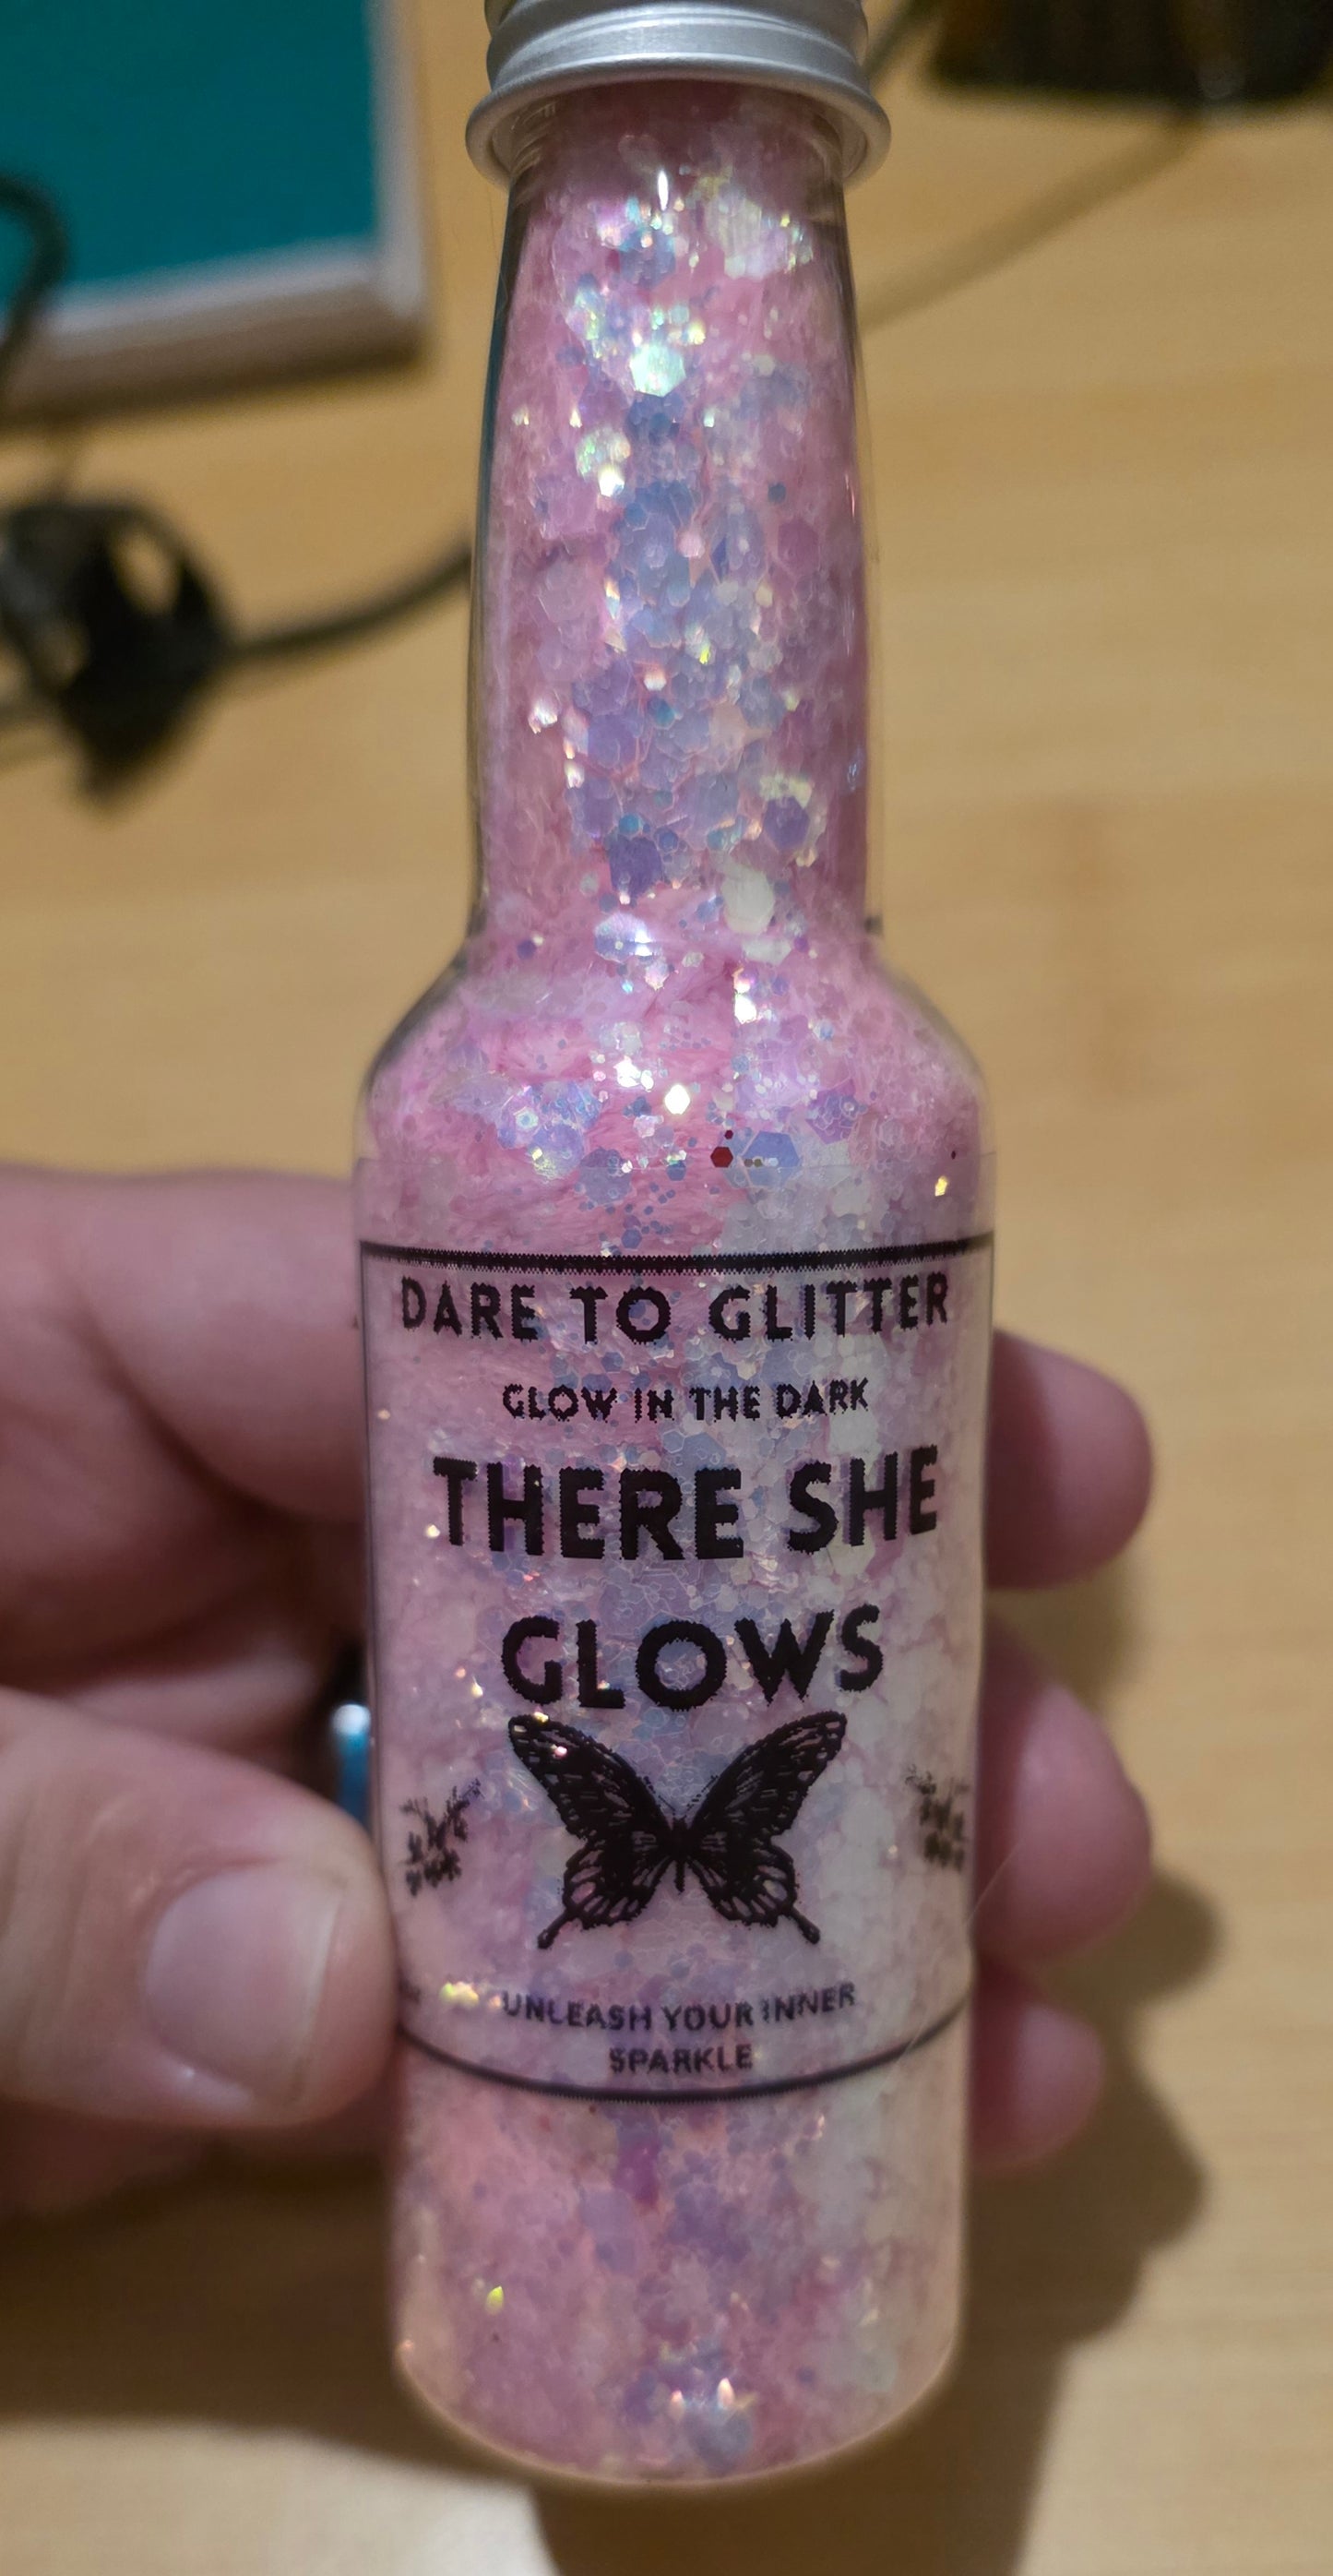 DARE TO GLITTER
GLOW IN THE DARK
THERE SHE
GLOWS
UNLEASH YOUR INNER
SPARKLE